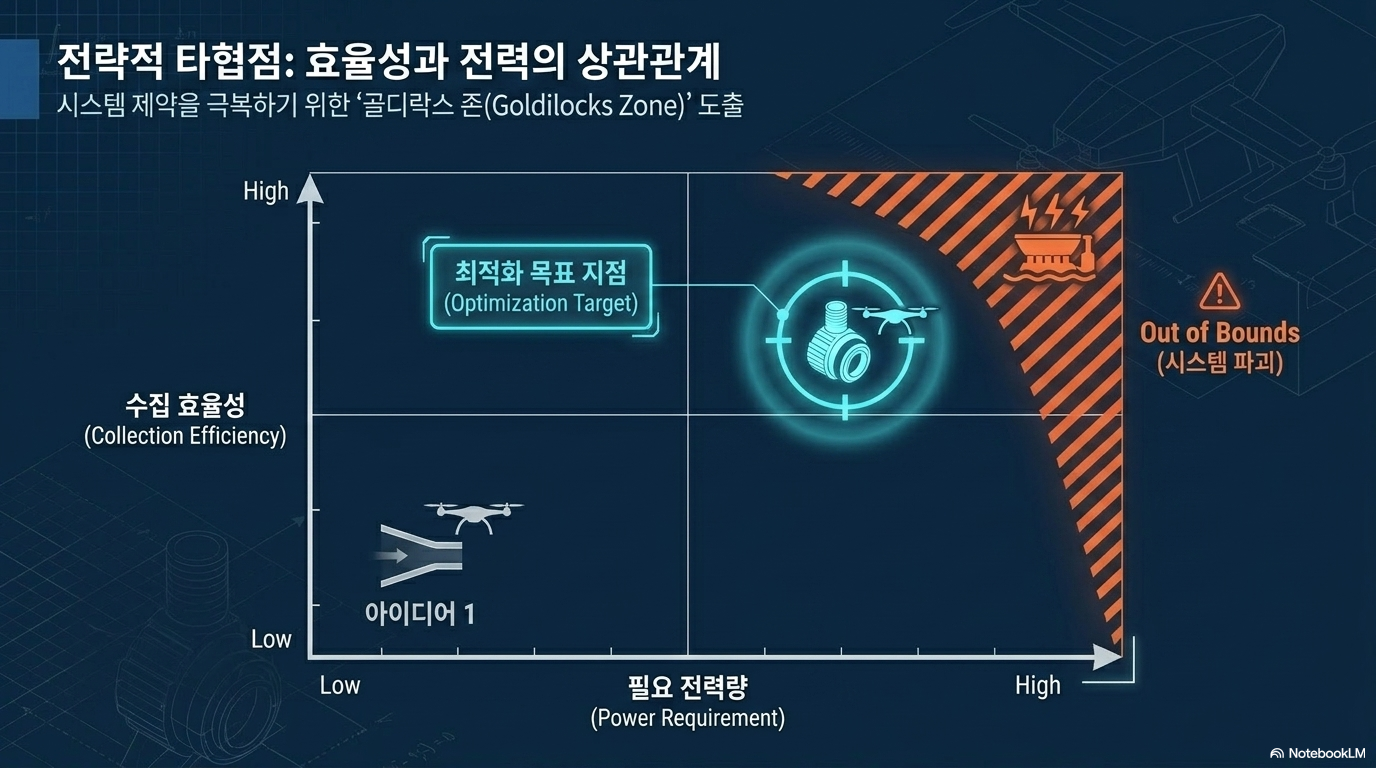 전략적 타협점: 효율성과 전력의 상관관계
시스템 제약을 극복하기 위한 ‘골디락스 존(Goldilocks Zone)’ 도출
High
최적화 목표 지점
(Optimization Target)
Out of Bounds
(시스템 파괴)
수집 효율성
(Collection Efficiency)
아이디어 1
Low
Low
필요 전력량
(Power Requirement)
High
NotebookLM